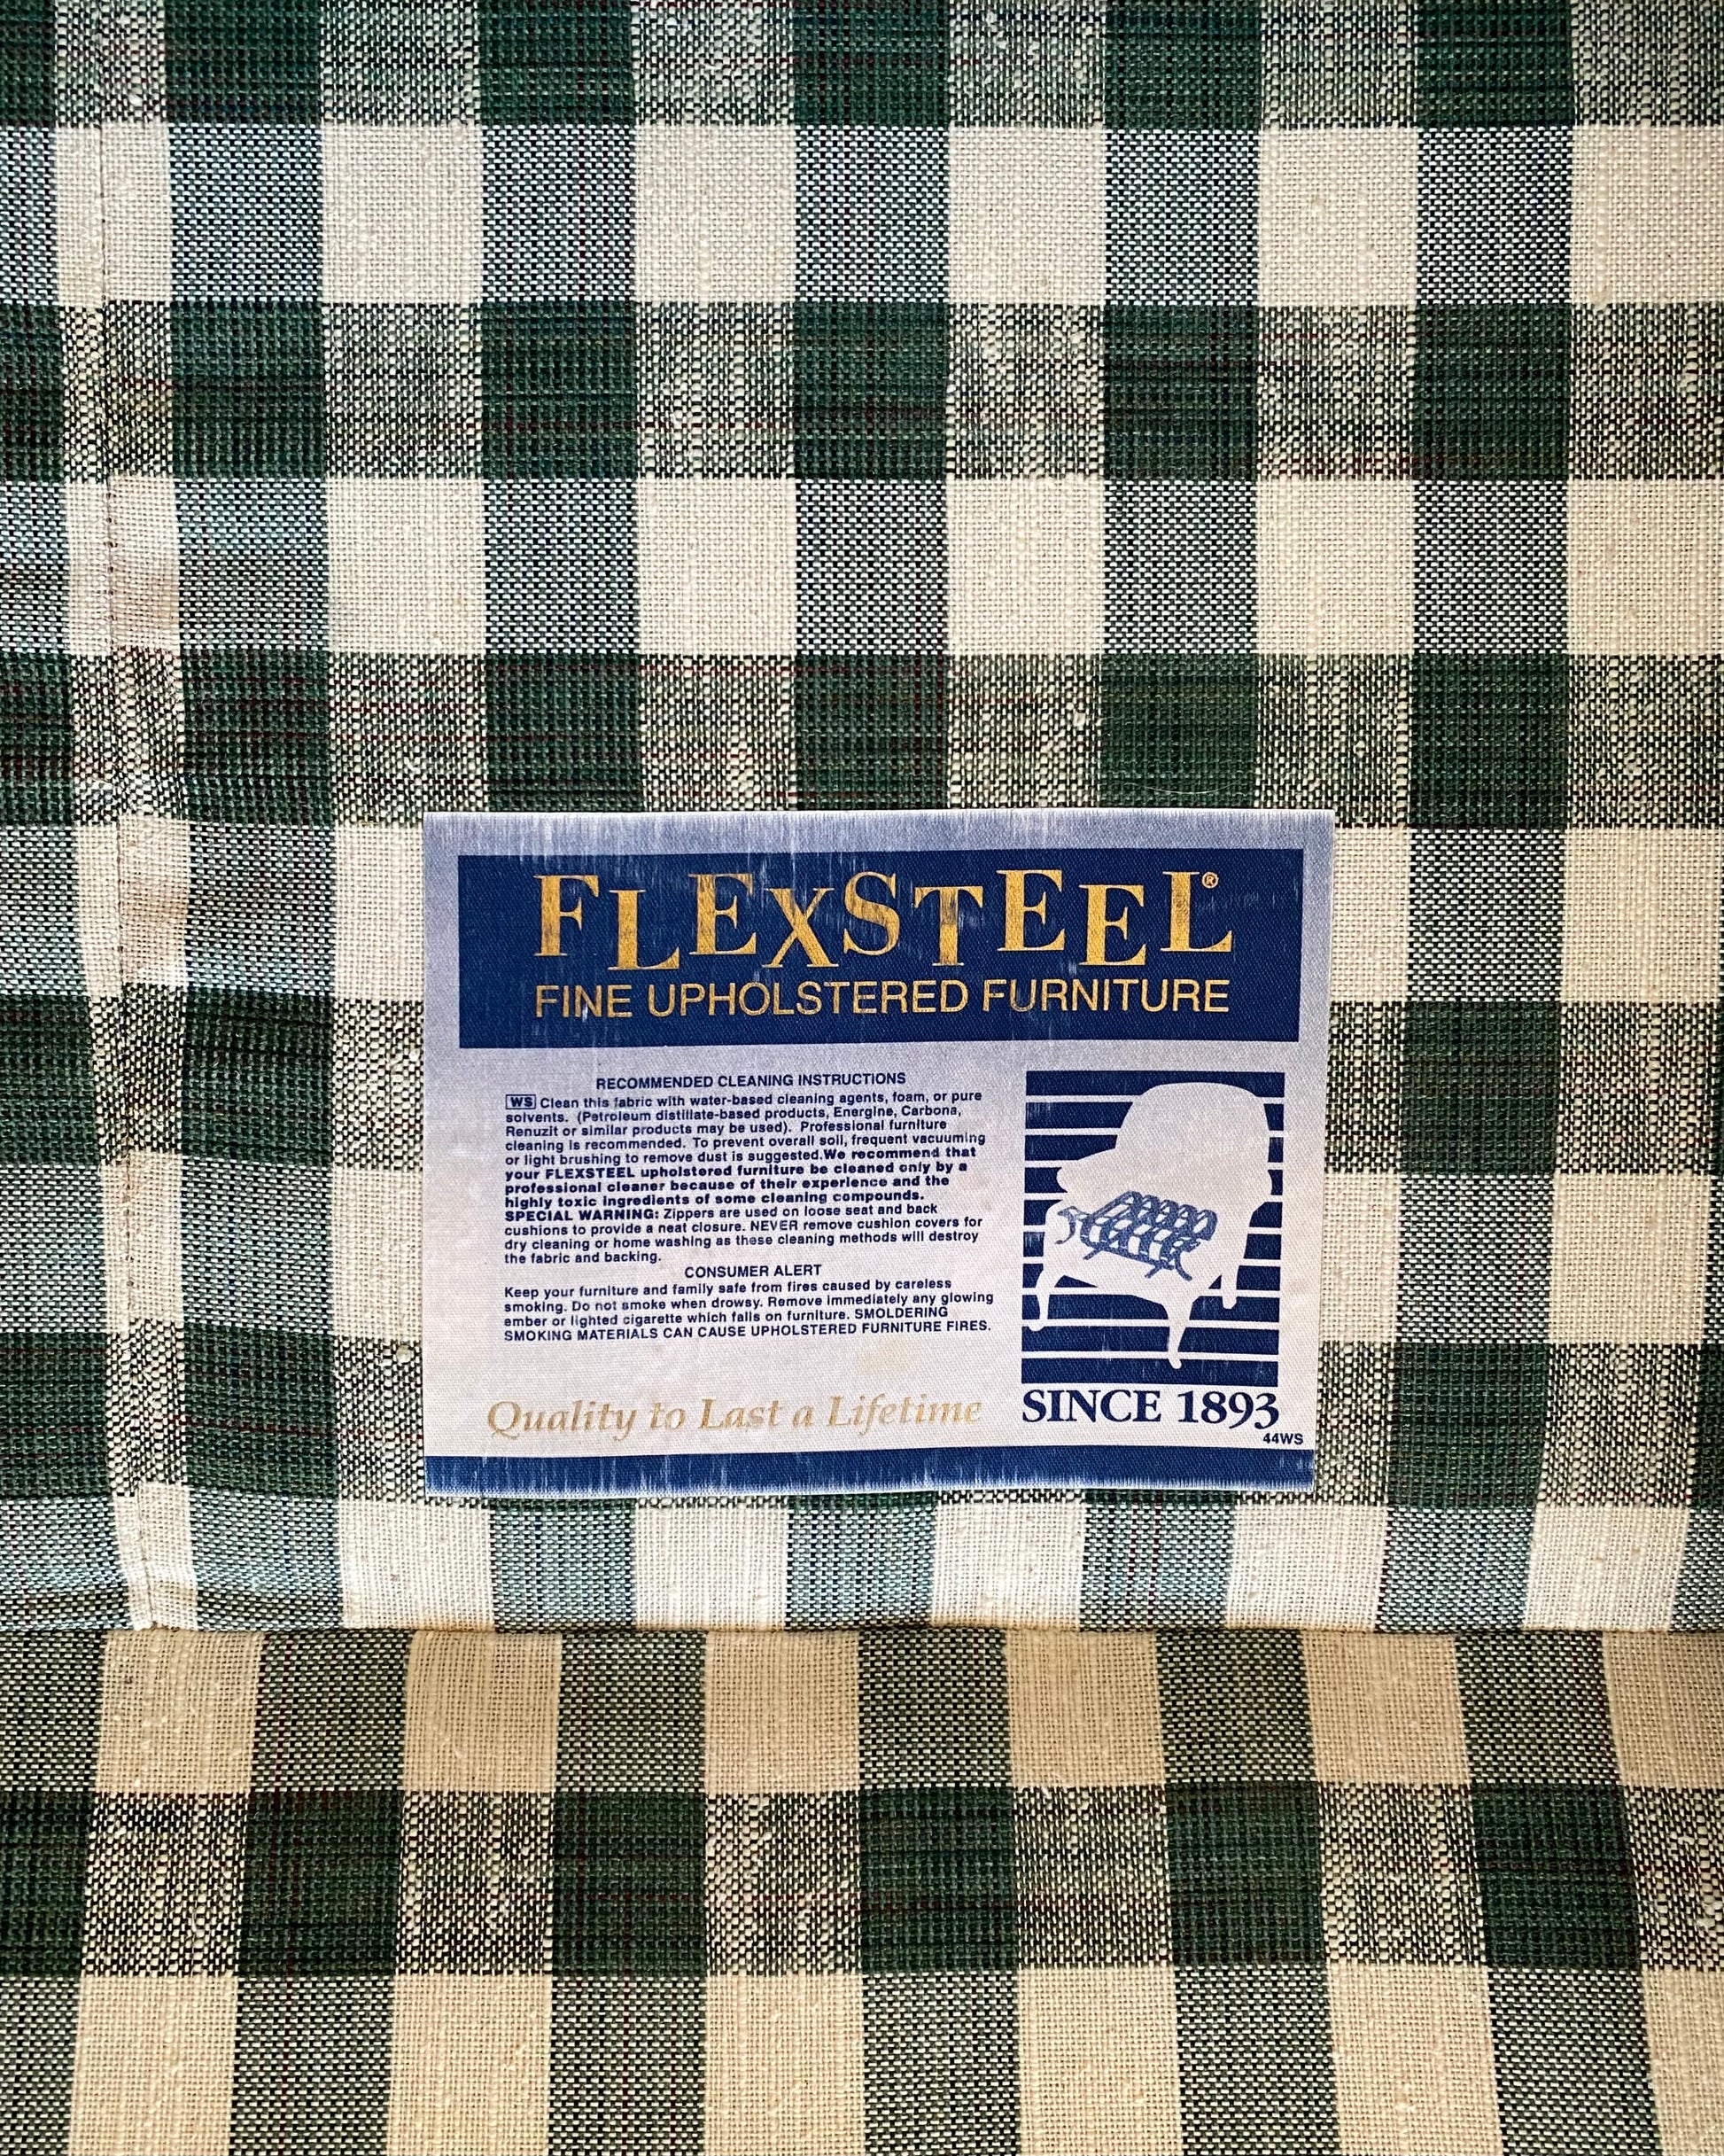 FLEXSTEEL®
FINE UPHOLSTERED FURNITURE
RECOMMENDED CLEANING INSTRUCTIONS
WS Clean this fabric with water-based cleaning agents, foam, or pure
solvents. (Petroleum distillate-based products, Energine, Carbona,
Renuzit or similar products may be used). Professional furniture
cleaning is recommended. To prevent overall soil, frequent vacuuming
or light brushing to remove dust is suggested.We recommend that
your FLEXSTEEL upholstered furniture be cleaned only by a
professional cleaner because of their experience and the
highly toxic ingredients of some cleaning compounds.
SPECIAL WARNING: Zippers are used on loose seat and back
cushions to provide a neat closure. NEVER remove cushion covers for
dry cleaning or home washing as these cleaning methods will destroy
the fabric and backing.
CONSUMER ALERT
Keep your furniture and family safe from fires caused by careless
smoking. Do not smoke when drowsy. Remove immediately any glowing
ember or lighted cigarette which falls on furniture. SMOLDERING
SMOKING MATERIALS CAN CAUSE UPHOLSTERED FURNITURE FIRES.
Quality to Last a Lifetime
SINCE 1893
44WS